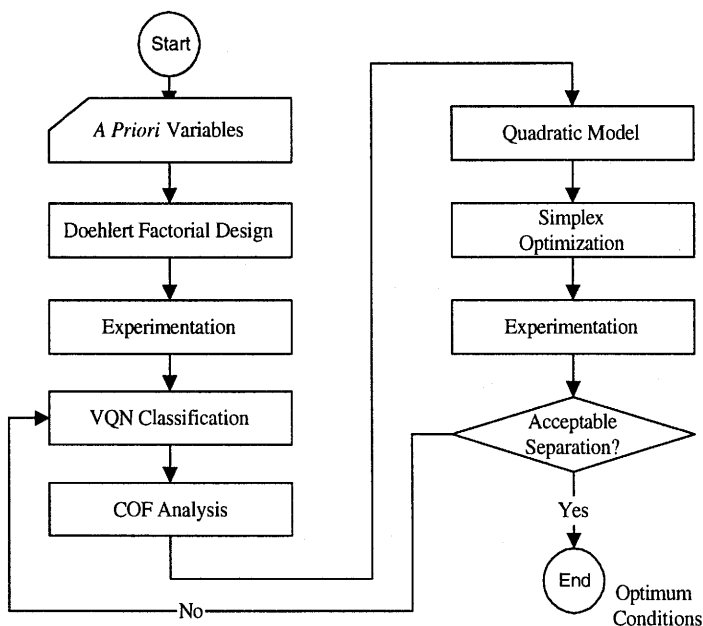 Start
A Priori Variables
Doehlert Factorial Design
Experimentation
VQN Classification
COF Analysis
Quadratic Model
Simplex
Optimization
Experimentation
Acceptable
Separation?
Yes
No
End
Optimum
Conditions